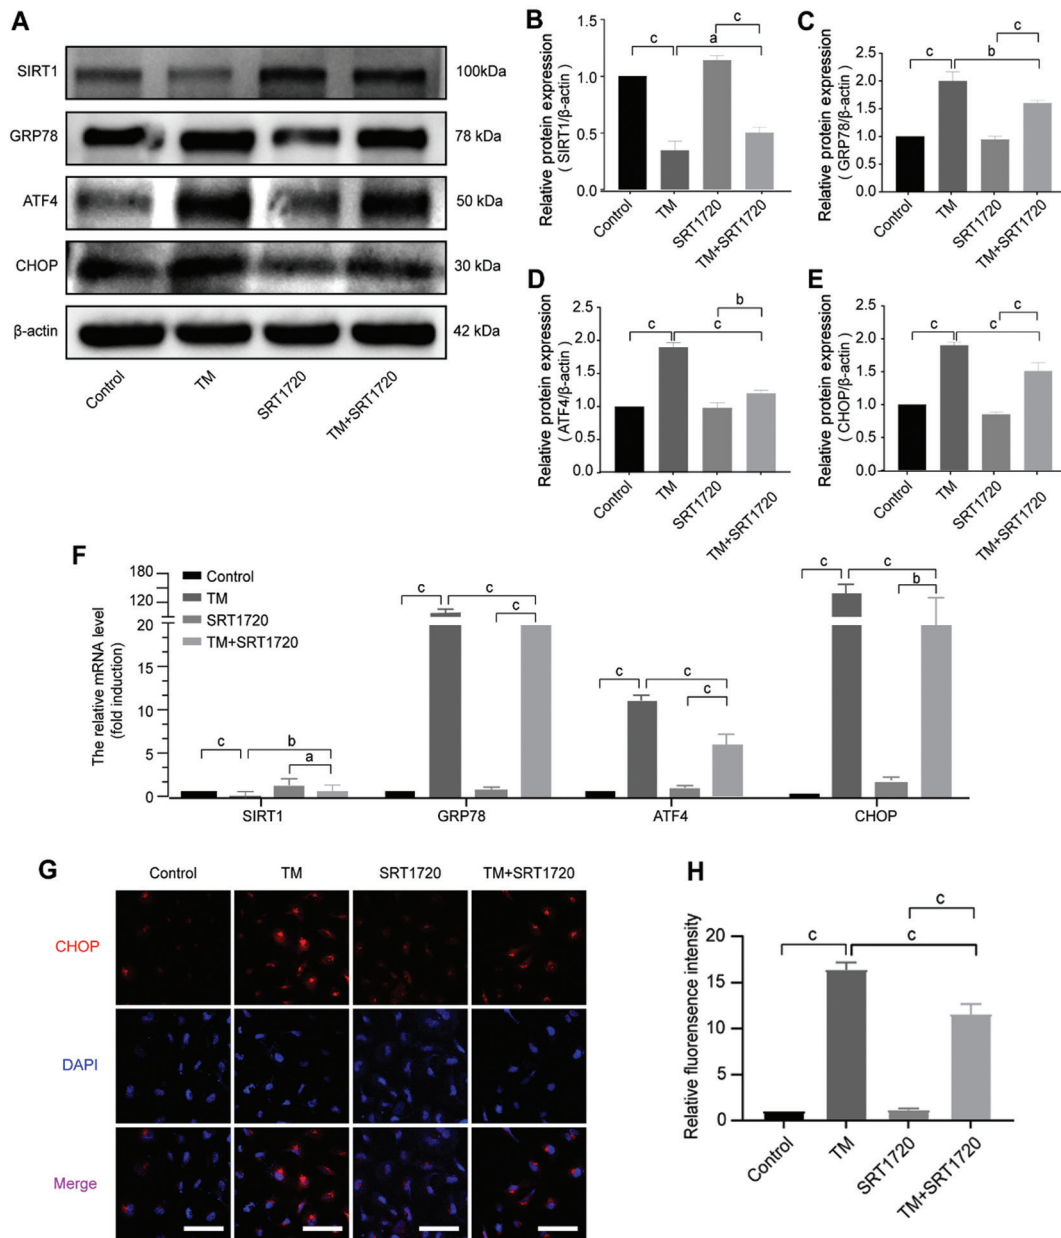 A
SIRT1
100kDa
GRP78
78 kDa
ATF4
50 kDa
CHOP
30 kDa
β-actin
42 kDa
Control
TM
SRT1720
TM+SRT1720
B
Relative protein expression
( SIRT1/β-actin )
1.5
1.0
0.5
0.0
c
a
c
Control
TM
SRT1720
TM+SRT1720
C
Relative protein expression
( GRP78/β-actin )
2.5
2.0
1.5
1.0
0.5
0.0
c
b
c
Control
TM
SRT1720
TM+SRT1720
D
Relative protein expression
( ATF4/β-actin )
2.5
2.0
1.5
1.0
0.5
0.0
c
c
b
Control
TM
SRT1720
TM+SRT1720
E
Relative protein expression
( CHOP/β-actin )
2.5
2.0
1.5
1.0
0.5
0.0
c
c
c
Control
TM
SRT1720
TM+SRT1720
F
The relative mRNA level
(fold induction)
180
150
120
90
20
15
10
5
0
Control
TM
SRT1720
TM+SRT1720
c
b
a
c
c
c
c
c
c
c
c
b
SIRT1
GRP78
ATF4
CHOP
G
Control
TM
SRT1720
TM+SRT1720
CHOP
DAPI
Merge
H
Relative fluorensence intensity
20
15
10
5
0
c
c
c
Control
TM
SRT1720
TM+SRT1720